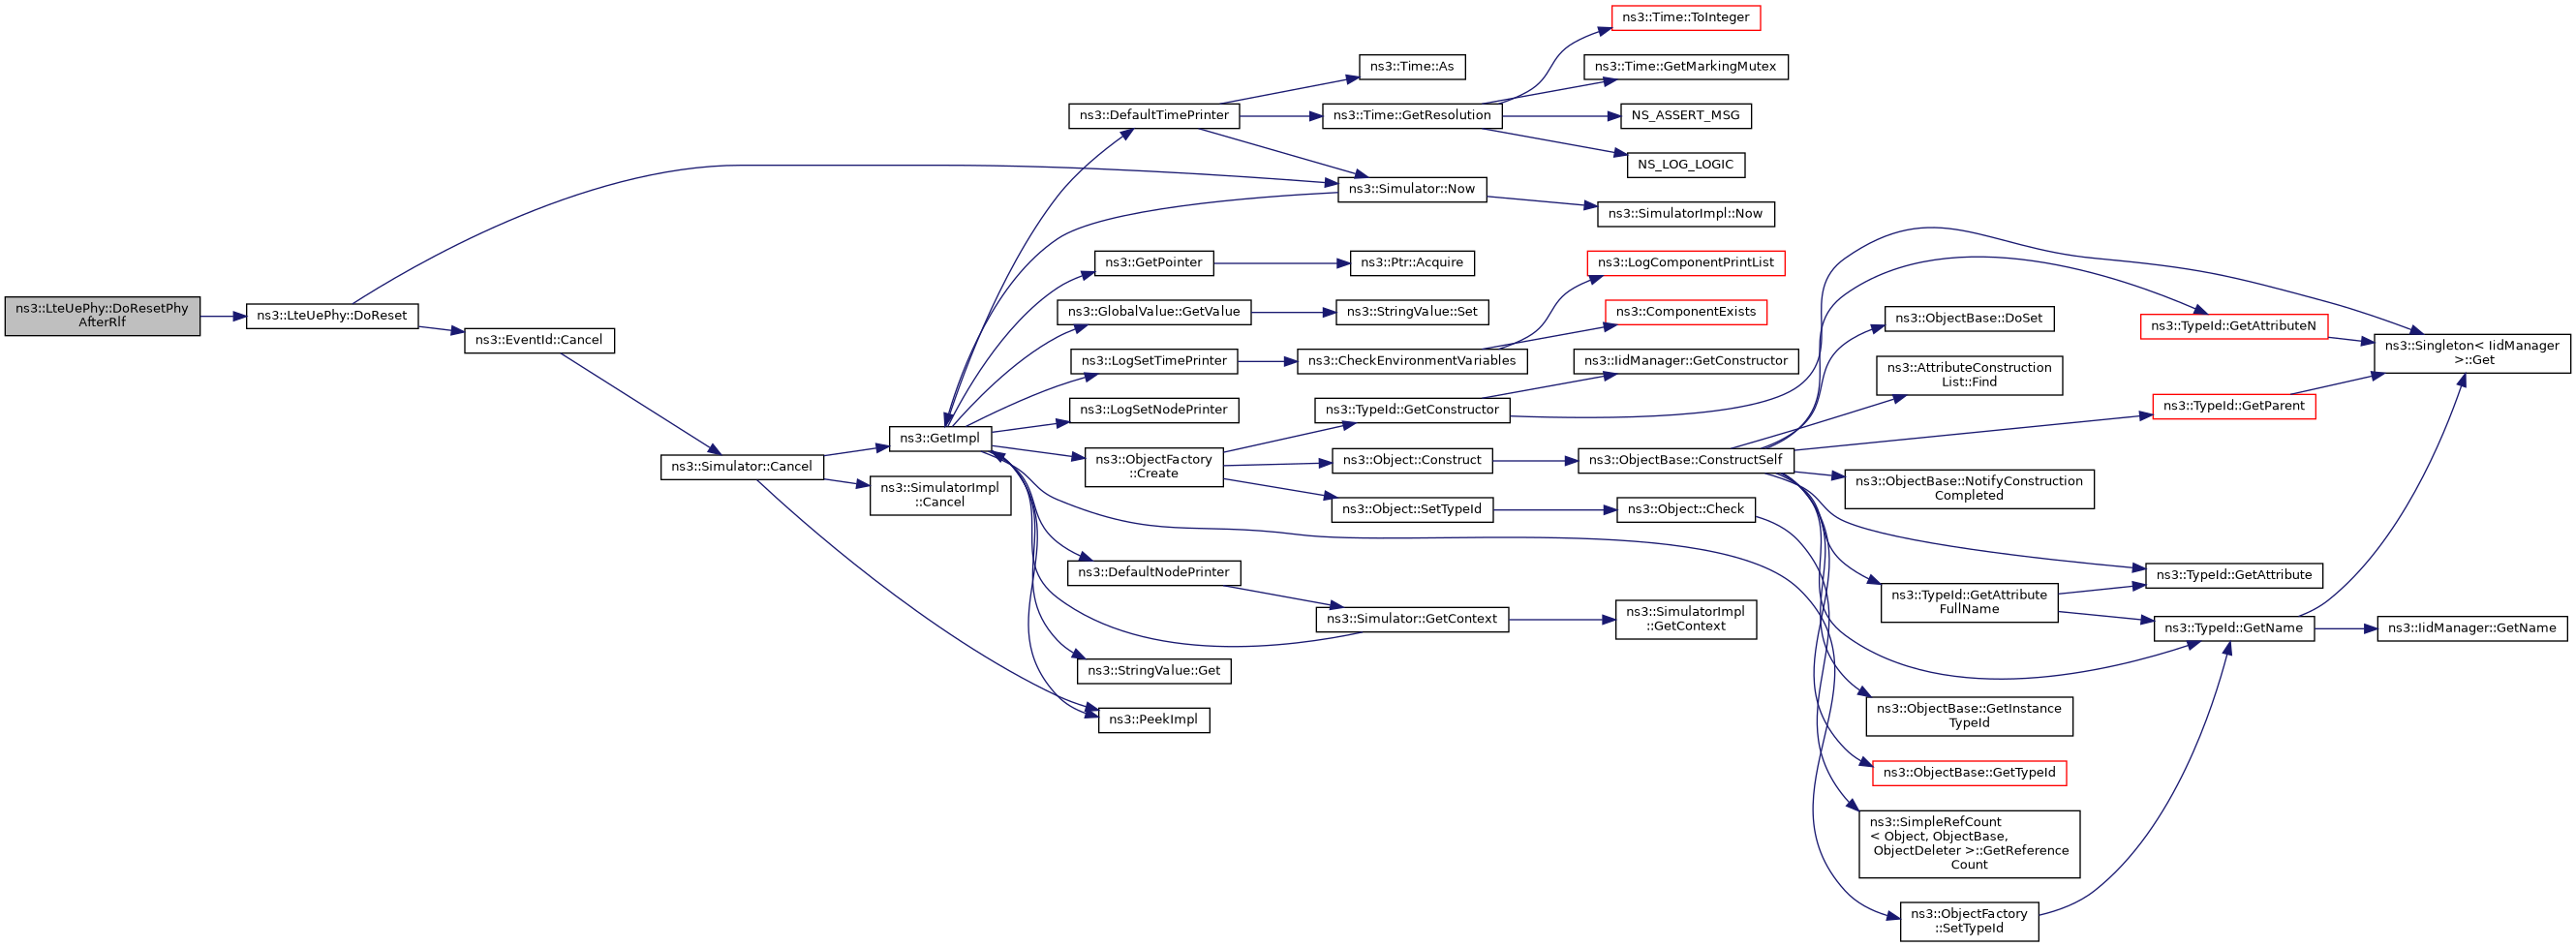 ns3::LteUePhy::DoResetPhy
AfterRlf
ns3::LteUePhy::DoReset
ns3::EventId::Cancel
ns3::Simulator::Cancel
ns3::GetImpl
ns3::SimulatorImpl
::Cancel
ns3::DefaultTimePrinter
ns3::GetPointer
ns3::GlobalValue::GetValue
ns3::LogSetTimePrinter
ns3::LogSetNodePrinter
ns3::ObjectFactory
::Create
ns3::DefaultNodePrinter
ns3::StringValue::Get
ns3::PeekImpl
ns3::Time::As
ns3::Time::GetResolution
ns3::Simulator::Now
ns3::Ptr::Acquire
ns3::StringValue::Set
ns3::CheckEnvironmentVariables
ns3::TypeId::GetConstructor
ns3::Object::Construct
ns3::Object::SetTypeId
ns3::Simulator::GetContext
ns3::Time::ToInteger
ns3::Time::GetMarkingMutex
NS_ASSERT_MSG
NS_LOG_LOGIC
ns3::SimulatorImpl::Now
ns3::LogComponentPrintList
ns3::ComponentExists
ns3::IidManager::GetConstructor
ns3::ObjectBase::ConstructSelf
ns3::Object::Check
ns3::SimulatorImpl
::GetContext
ns3::ObjectBase::DoSet
ns3::AttributeConstruction
List::Find
ns3::ObjectBase::NotifyConstruction
Completed
ns3::TypeId::GetAttribute
FullName
ns3::ObjectBase::GetInstance
TypeId
ns3::ObjectBase::GetTypeId
ns3::SimpleRefCount
< Object, ObjectBase,
ObjectDeleter >::GetReference
Count
ns3::ObjectFactory
::SetTypeId
ns3::TypeId::GetAttributeN
ns3::TypeId::GetParent
ns3::TypeId::GetAttribute
ns3::TypeId::GetName
ns3::Singleton< IidManager
>::Get
ns3::IidManager::GetName